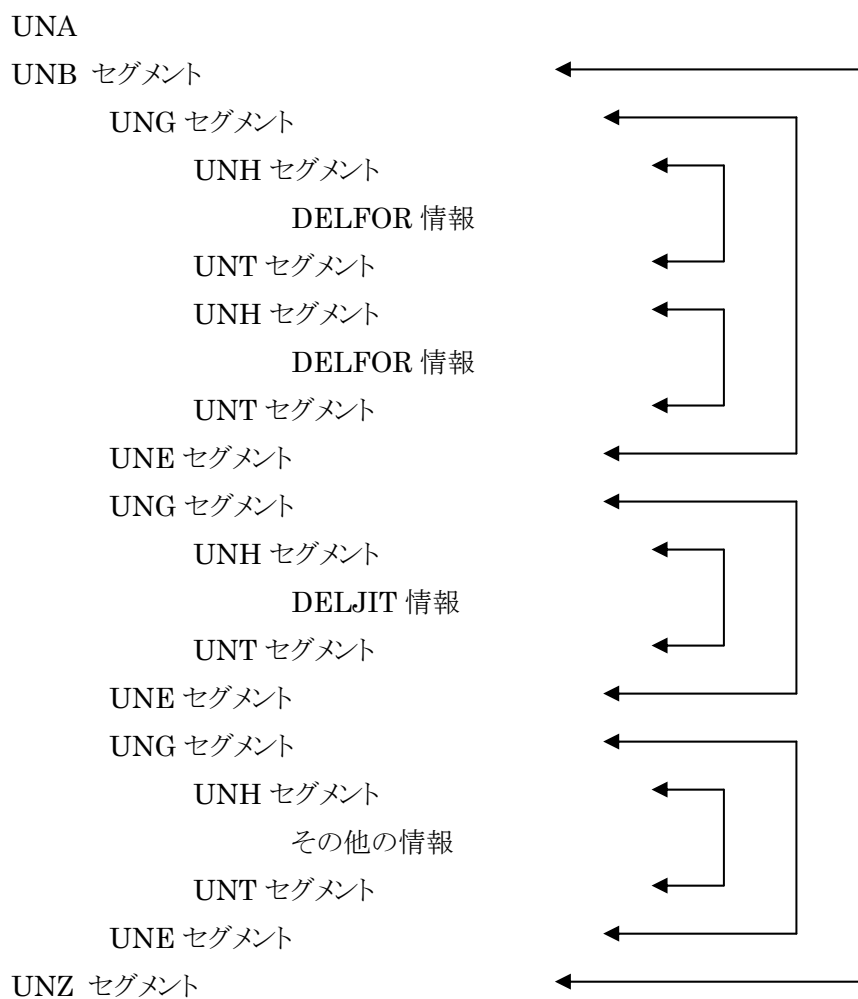 UNA
UNB セグメント
UNG セグメント
UNH セグメント
DELFOR 情報
UNT セグメント
UNH セグメント
DELFOR 情報
UNT セグメント
UNE セグメント
UNG セグメント
UNH セグメント
DELJIT 情報
UNT セグメント
UNE セグメント
UNG セグメント
UNH セグメント
その他の情報
UNT セグメント
UNE セグメント
UNZ セグメント